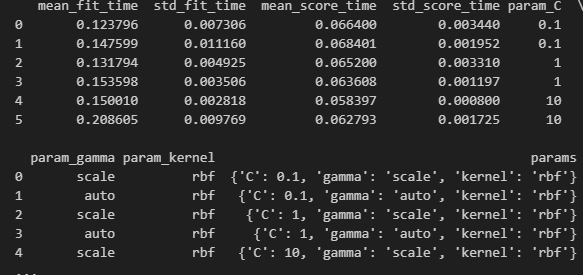 mean_fit_time  std_fit_time  mean_score_time  std_score_time param_C  \
0       0.123796      0.007306         0.066400        0.003440     0.1
1       0.147599      0.011160         0.068401        0.001952     0.1
2       0.131794      0.004925         0.065200        0.003310       1
3       0.153598      0.003506         0.063608        0.001197       1
4       0.150010      0.002818         0.058397        0.000800      10
5       0.208605      0.009769         0.062793        0.001725      10
param_gamma param_kernel                                         params
0       scale          rbf  {'C': 0.1, 'gamma': 'scale', 'kernel': 'rbf'}
1        auto          rbf   {'C': 0.1, 'gamma': 'auto', 'kernel': 'rbf'}
2       scale          rbf    {'C': 1, 'gamma': 'scale', 'kernel': 'rbf'}
3        auto          rbf     {'C': 1, 'gamma': 'auto', 'kernel': 'rbf'}
4       scale          rbf   {'C': 10, 'gamma': 'scale', 'kernel': 'rbf'}
...